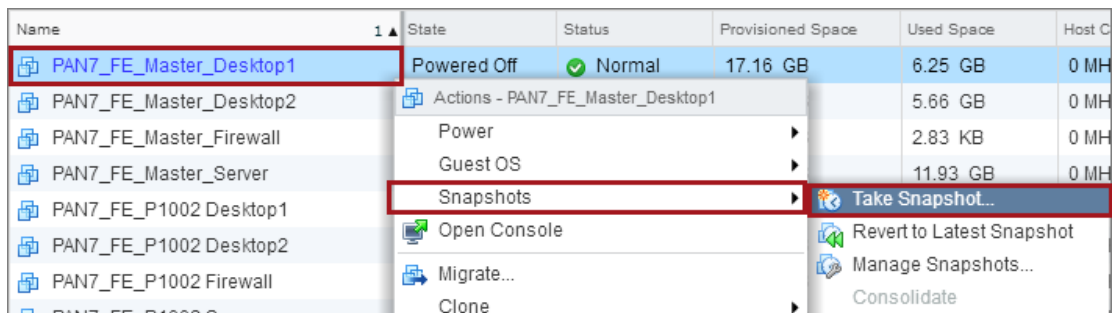 Name 1 State Status Provisioned Space Used Space Host C
PAN7_FE_Master_Desktop1 Powered Off Normal 17.16 GB 6.25 GB 0 MH
PAN7_FE_Master_Desktop2 Actions - PAN7_FE_Master_Desktop1 5.66 GB 0 MH
PAN7_FE_Master_Firewall Power 2.83 KB 0 MH
PAN7_FE_Master_Server Guest OS 11.93 GB 0 MH
PAN7_FE_P1002 Desktop1 Snapshots Take Snapshot...
PAN7_FE_P1002 Desktop2 Open Console Revert to Latest Snapshot
PAN7_FE_P1002 Firewall Migrate... Manage Snapshots...
Clone Consolidate